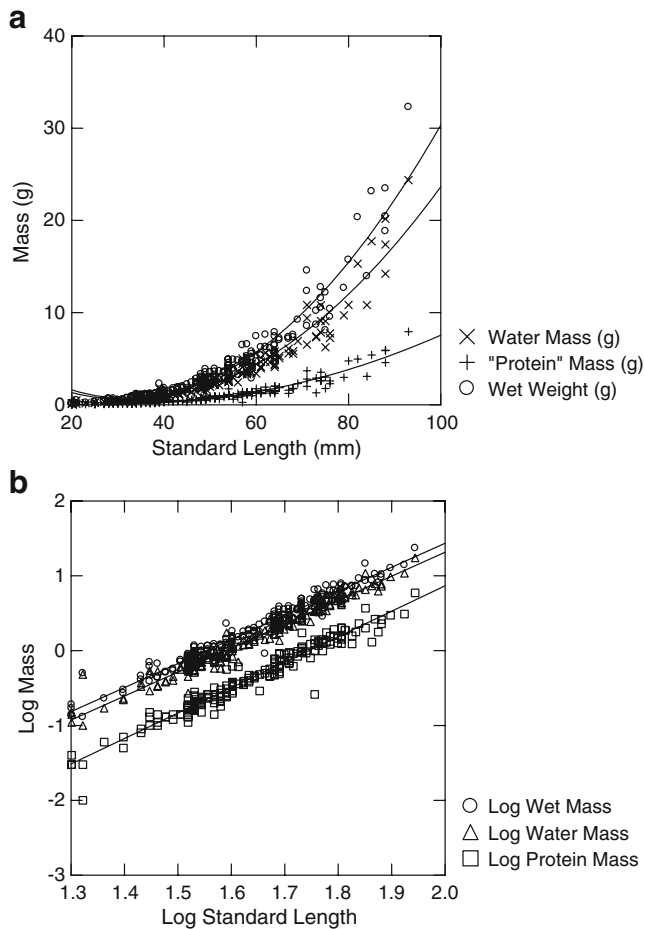 a
40
30
20
10
0
Mass (g)
20 40 60 80 100
Standard Length (mm)
Water Mass (g)
"Protein" Mass (g)
Wet Weight (g)
b
2
1
0
-1
-2
-3
Log Mass
1.3 1.4 1.5 1.6 1.7 1.8 1.9 2.0
Log Standard Length
Log Wet Mass
Log Water Mass
Log Protein Mass